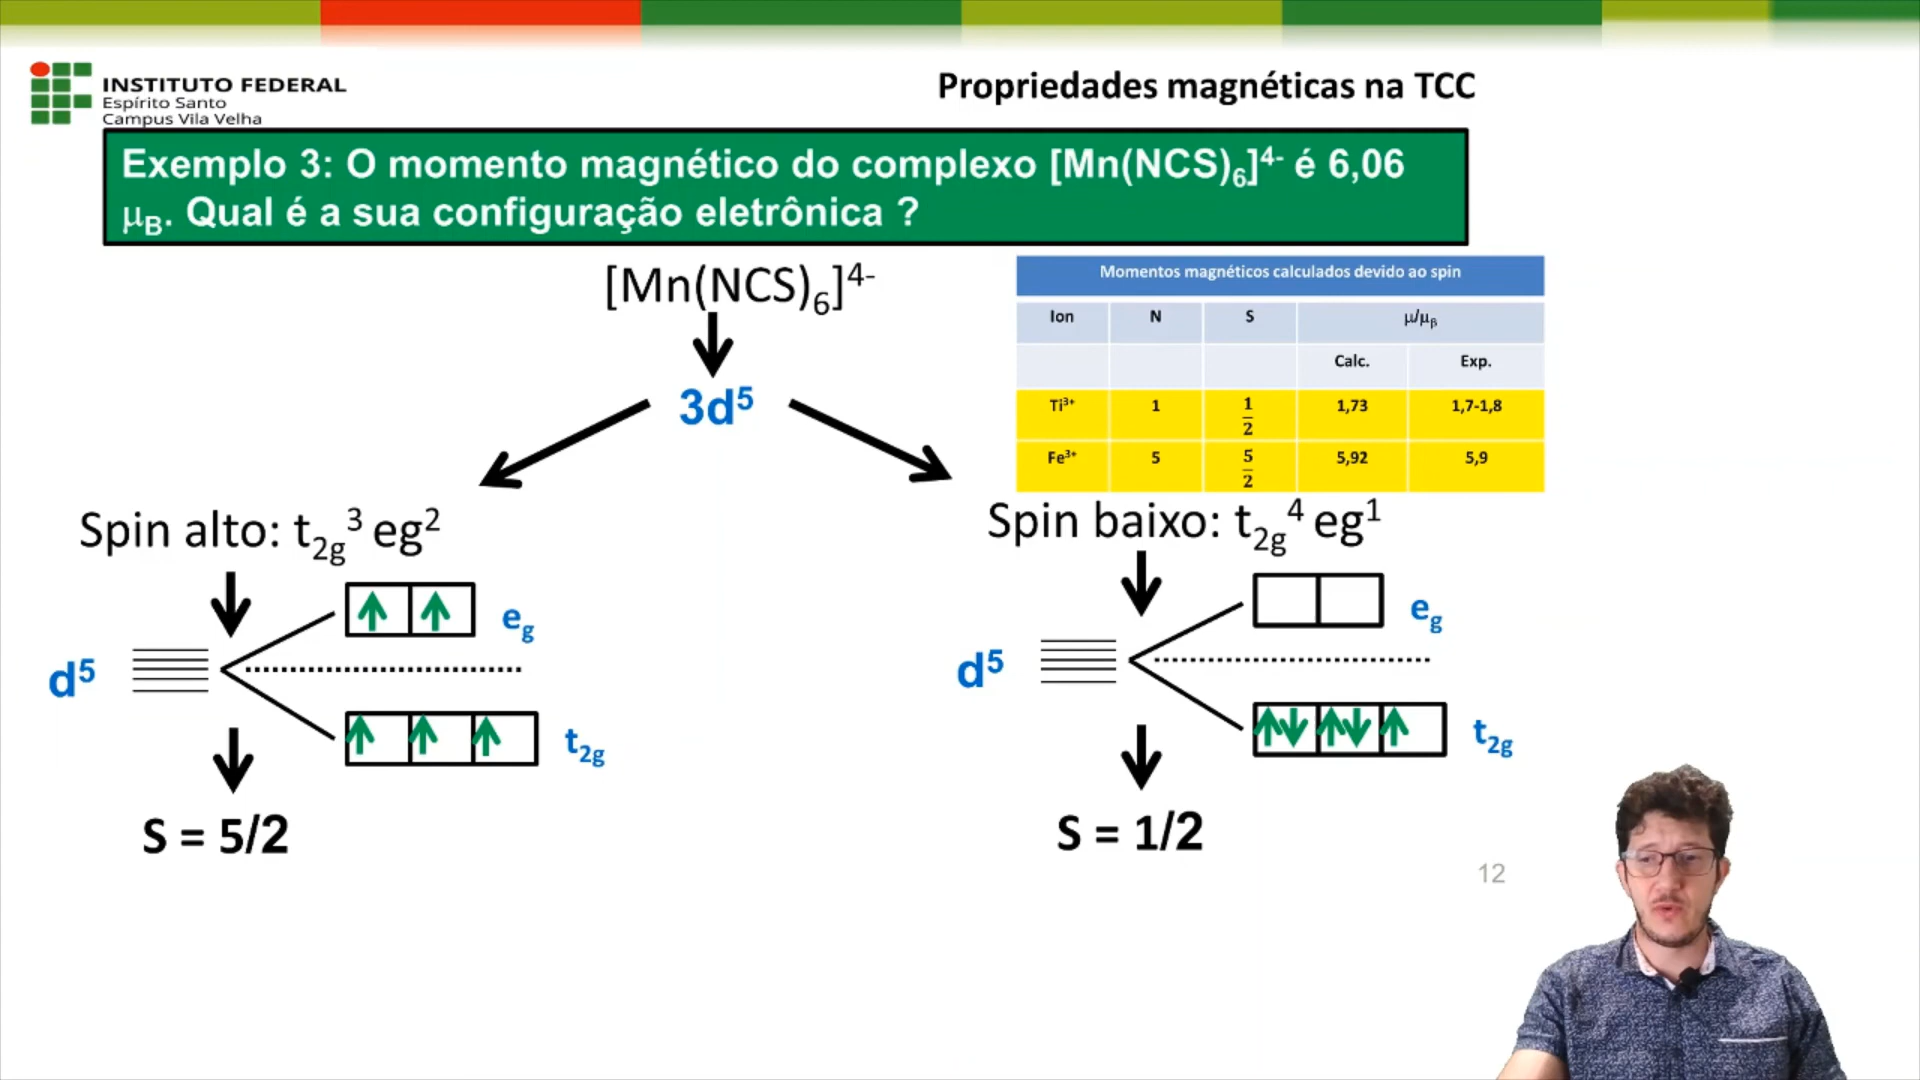 INSTITUTO FEDERAL
Espírito Santo
Campus Vila Velha
Propriedades magnéticas na TCC
Exemplo 3: O momento magnético do complexo [Mn(NCS)₆]⁴⁻ é 6,06
μB. Qual é a sua configuração eletrônica ?
[Mn(NCS)₆]⁴⁻
3d⁵
Momentos magnéticos calculados devido ao spin
Ion N S μ/μβ
Calc. Exp.
Ti³⁺ 1 1/2 1,73 1,7-1,8
Fe³⁺ 5 5/2 5,92 5,9
Spin alto: t₂g³ eg²
eg
d⁵
t₂g
S = 5/2
Spin baixo: t₂g⁴ eg¹
eg
d⁵
t₂g
S = 1/2
12